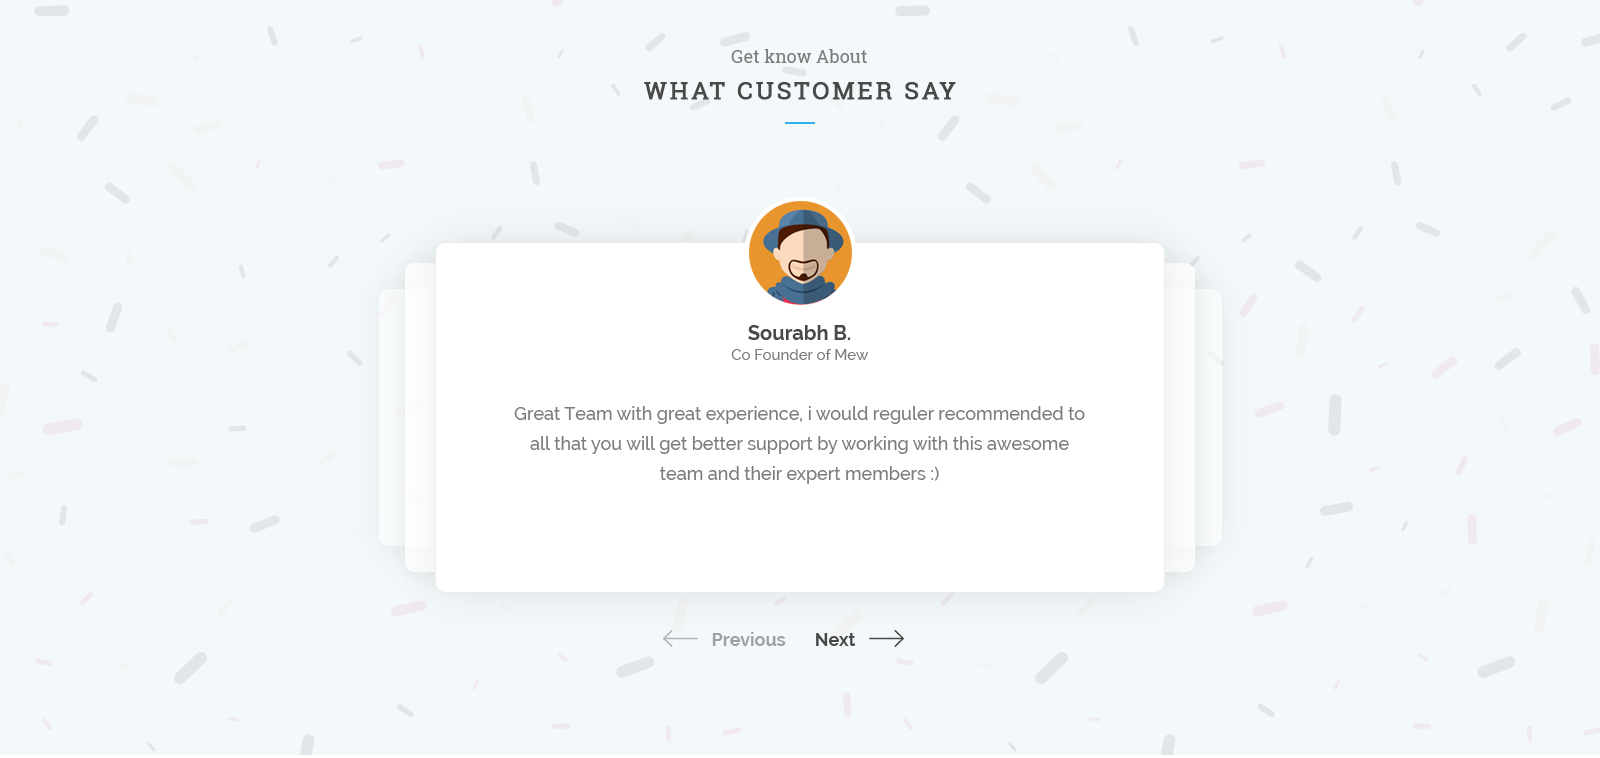 Get know About
WHAT CUSTOMER SAY
Sourabh B.
Co Founder of Mew
Great Team with great experience, i would reguler recommended to
all that you will get better support by working with this awesome
team and their expert members :)
Previous Next